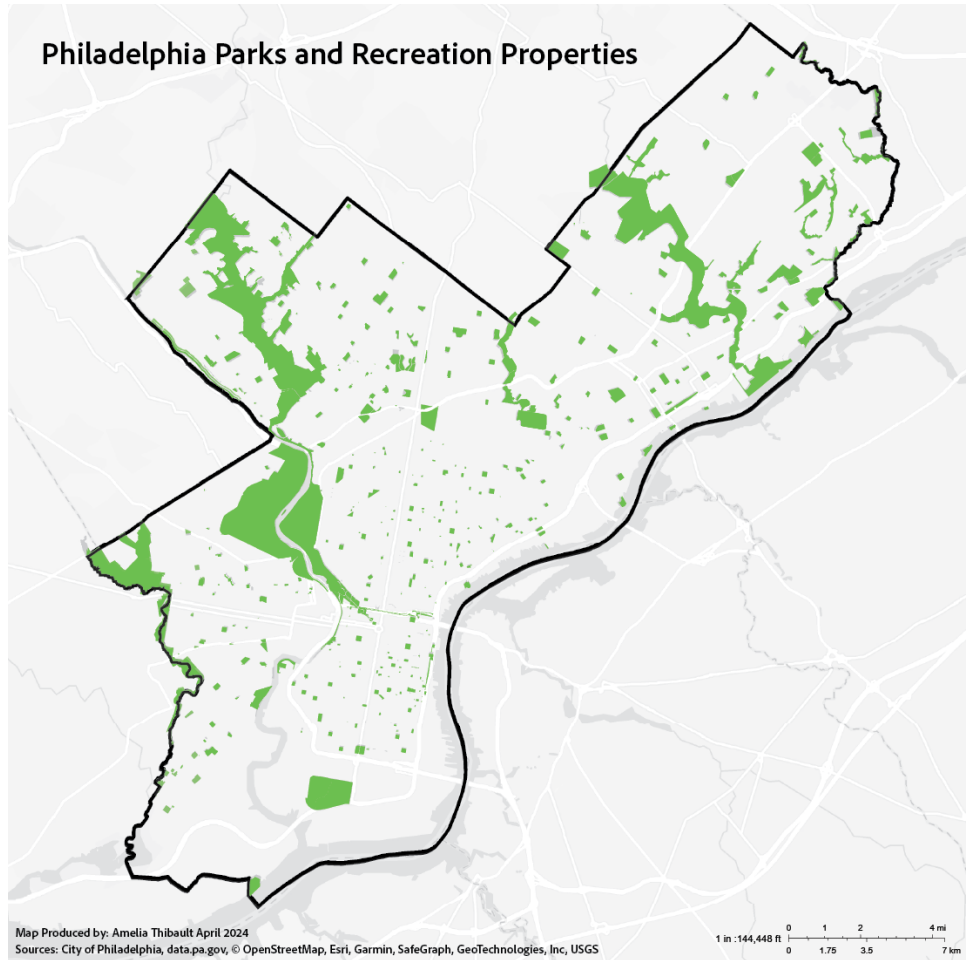 Philadelphia Parks and Recreation Properties
Map Produced by: Amelia Thibault April 2024
Sources: City of Philadelphia, data.pa.gov, © OpenStreetMap, Esri, Garmin, SafeGraph, GeoTechnologies, Inc, USGS
1 in :144,448 ft
0 1 2 4 mi
0 1.75 3.5 7 km